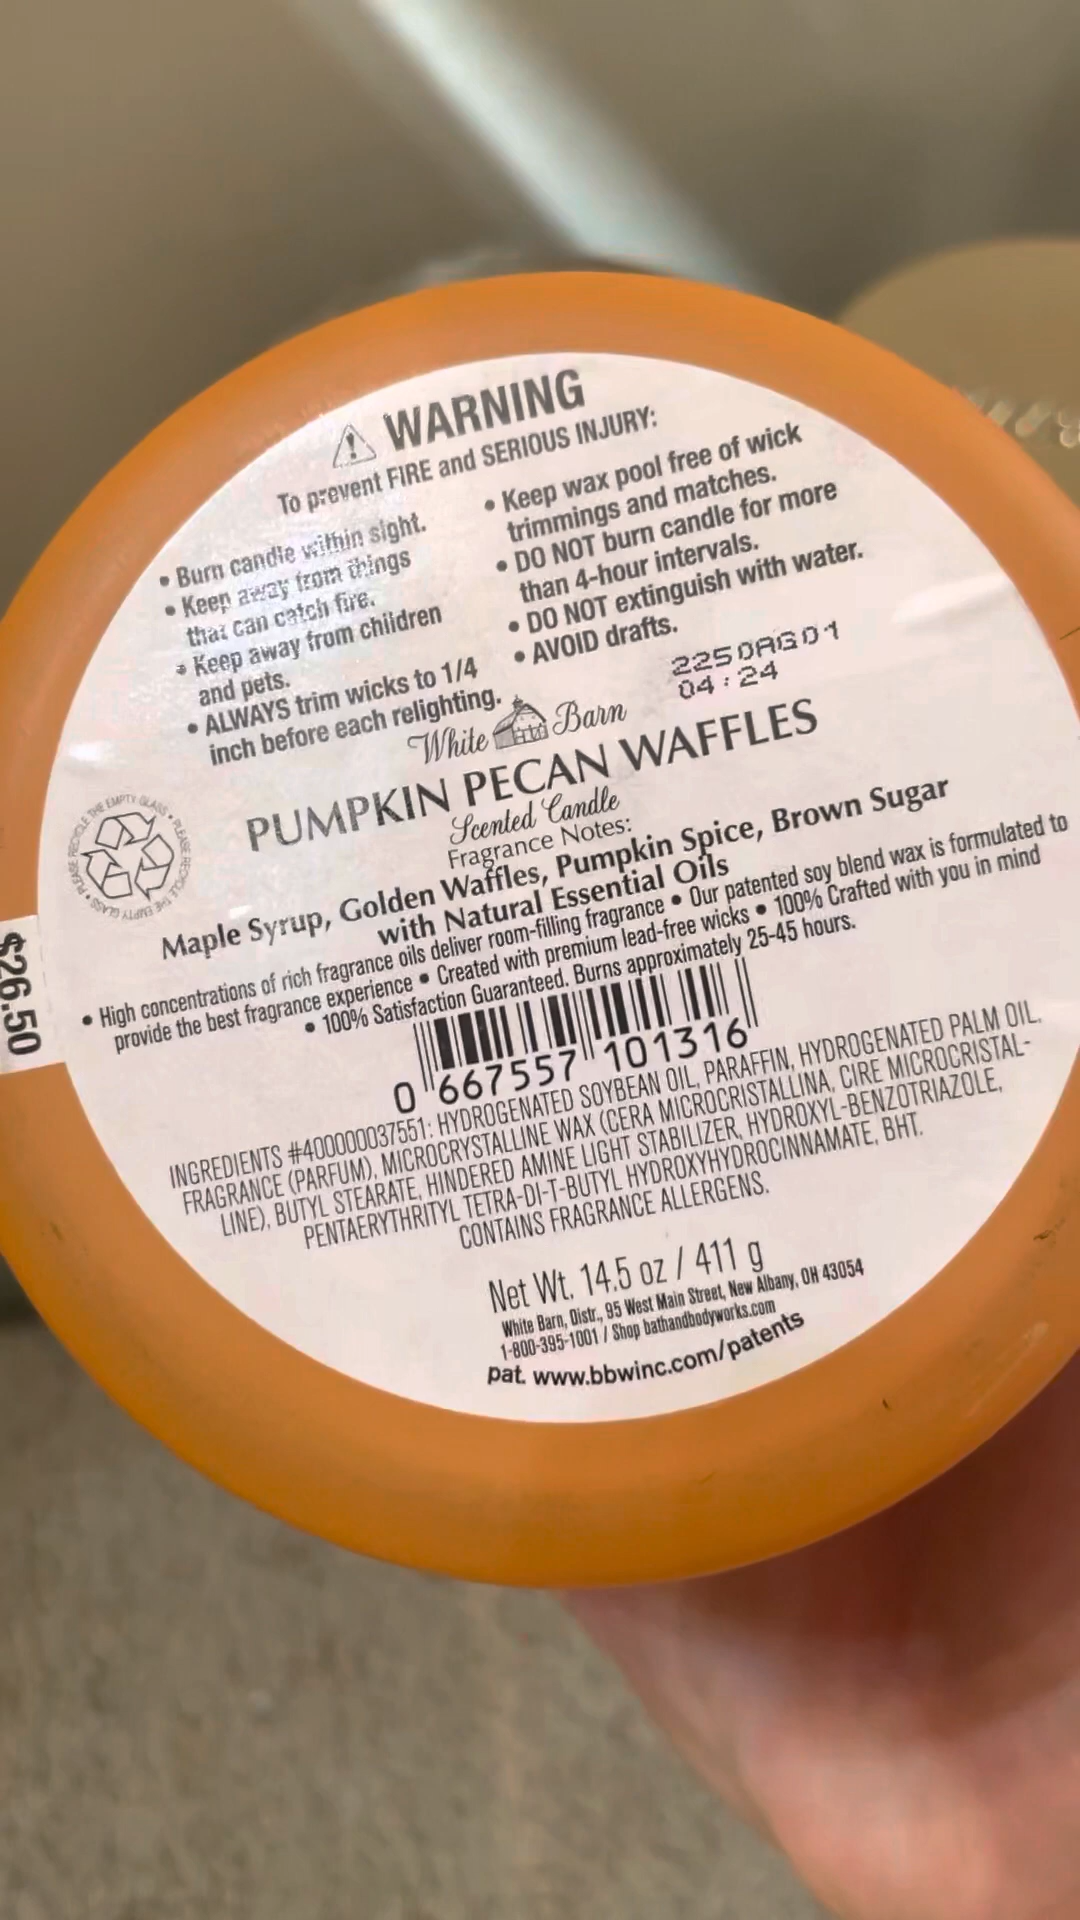 WARNING
To prevent FIRE and SERIOUS INJURY:
• Burn candle within sight.
• Keep away from things
that can catch fire.
• Keep away from children
and pets.
• ALWAYS trim wicks to 1/4
inch before each relighting.
• Keep wax pool free of wick
trimmings and matches.
• DO NOT burn candle for more
than 4-hour intervals.
• DO NOT extinguish with water.
• AVOID drafts.
2250AG01
04:24
White Barn
PUMPKIN PECAN WAFFLES
Scented Candle
Fragrance Notes:
Maple Syrup, Golden Waffles, Pumpkin Spice, Brown Sugar
with Natural Essential Oils
• High concentrations of rich fragrance oils deliver room-filling fragrance • Our patented soy blend wax is formulated to
provide the best fragrance experience • Created with premium lead-free wicks • 100% Crafted with you in mind
• 100% Satisfaction Guaranteed. Burns approximately 25-45 hours.
PLEASE RECYCLE THE EMPTY GLASS • PLEASE RECYCLE THE EMPTY GLASS •
$26.50
0 667557 101316
INGREDIENTS #400000037551: HYDROGENATED SOYBEAN OIL, PARAFFIN, HYDROGENATED PALM OIL,
FRAGRANCE (PARFUM), MICROCRYSTALLINE WAX (CERA MICROCRISTALLINA, CIRE MICROCRISTAL-
LINE), BUTYL STEARATE, HINDERED AMINE LIGHT STABILIZER, HYDROXYL-BENZOTRIAZOLE,
PENTAERYTHRITYL TETRA-DI-T-BUTYL HYDROXYHYDROCINNAMATE, BHT.
CONTAINS FRAGRANCE ALLERGENS.
Net Wt. 14.5 oz / 411 g
White Barn, Distr., 95 West Main Street, New Albany, OH 43054
1-800-395-1001 / Shop bathandbodyworks.com
pat. www.bbwinc.com/patents